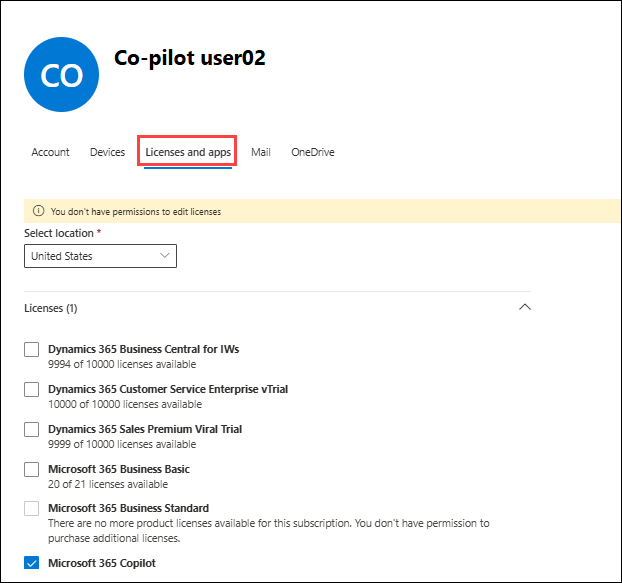 CO
Co-pilot user02
Account Devices Licenses and apps Mail OneDrive
You don't have permissions to edit licenses
Select location *
United States
Licenses (1)
Dynamics 365 Business Central for IWs
9994 of 10000 licenses available
Dynamics 365 Customer Service Enterprise vTrial
10000 of 10000 licenses available
Dynamics 365 Sales Premium Viral Trial
9999 of 10000 licenses available
Microsoft 365 Business Basic
20 of 21 licenses available
Microsoft 365 Business Standard
There are no more product licenses available for this subscription. You don't have permission to
purchase additional licenses.
Microsoft 365 Copilot